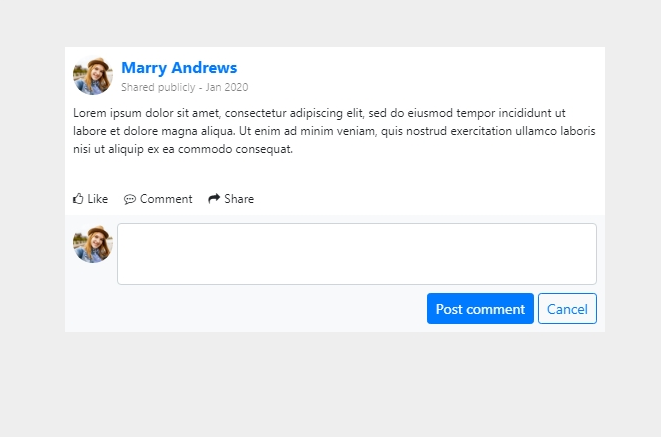 Marry Andrews
Shared publicly - Jan 2020
Lorem ipsum dolor sit amet, consectetur adipiscing elit, sed do eiusmod tempor incididunt ut
labore et dolore magna aliqua. Ut enim ad minim veniam, quis nostrud exercitation ullamco laboris
nisi ut aliquip ex ea commodo consequat.
Like Comment Share
Post comment Cancel